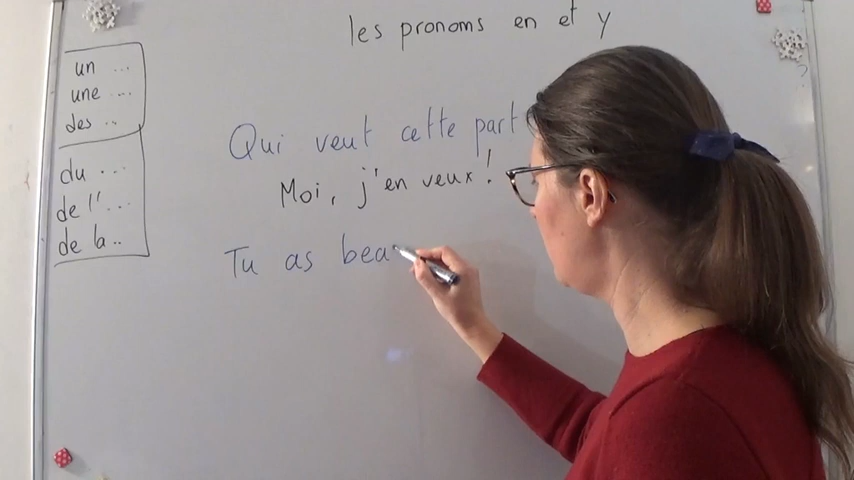 les pronoms en et y
un ...
une ...
des ..
du ...
de l'...
de la..
Qui veut cette part
Moi, j'en veux !
Tu as bea